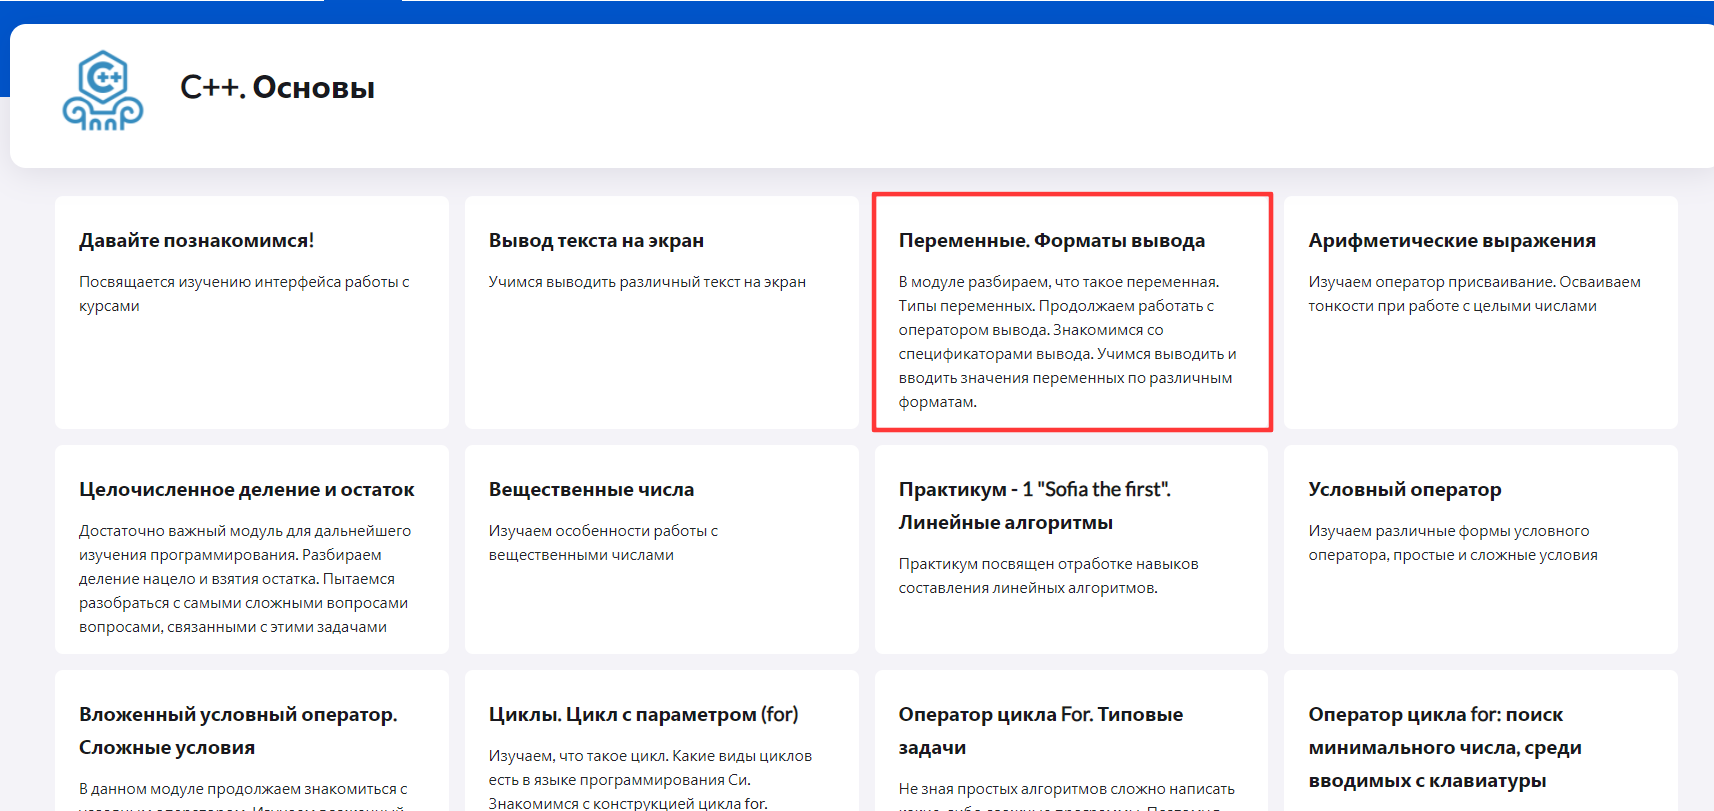 C++
C++. Основы
Давайте познакомимся!
Посвящается изучению интерфейса работы с
курсами
Вывод текста на экран
Учимся выводить различный текст на экран
Переменные. Форматы вывода
В модуле разбираем, что такое переменная.
Типы переменных. Продолжаем работать с
оператором вывода. Знакомимся со
спецификаторами вывода. Учимся выводить и
вводить значения переменных по различным
форматам.
Арифметические выражения
Изучаем оператор присваивание. Осваиваем
тонкости при работе с целыми числами
Целочисленное деление и остаток
Достаточно важный модуль для дальнейшего
изучения программирования. Разбираем
деление нацело и взятия остатка. Пытаемся
разобраться с самыми сложными вопросами
вопросами, связанными с этими задачами
Вещественные числа
Изучаем особенности работы с
вещественными числами
Практикум - 1 "Sofia the first".
Линейные алгоритмы
Практикум посвящен отработке навыков
составления линейных алгоритмов.
Условный оператор
Изучаем различные формы условного
оператора, простые и сложные условия
Вложенный условный оператор.
Сложные условия
В данном модуле продолжаем знакомиться с
Циклы. Цикл с параметром (for)
Изучаем, что такое цикл. Какие виды циклов
есть в языке программирования Си.
Знакомимся с конструкцией цикла for.
Оператор цикла For. Типовые
задачи
Не зная простых алгоритмов сложно написать
Оператор цикла for: поиск
минимального числа, среди
вводимых с клавиатуры